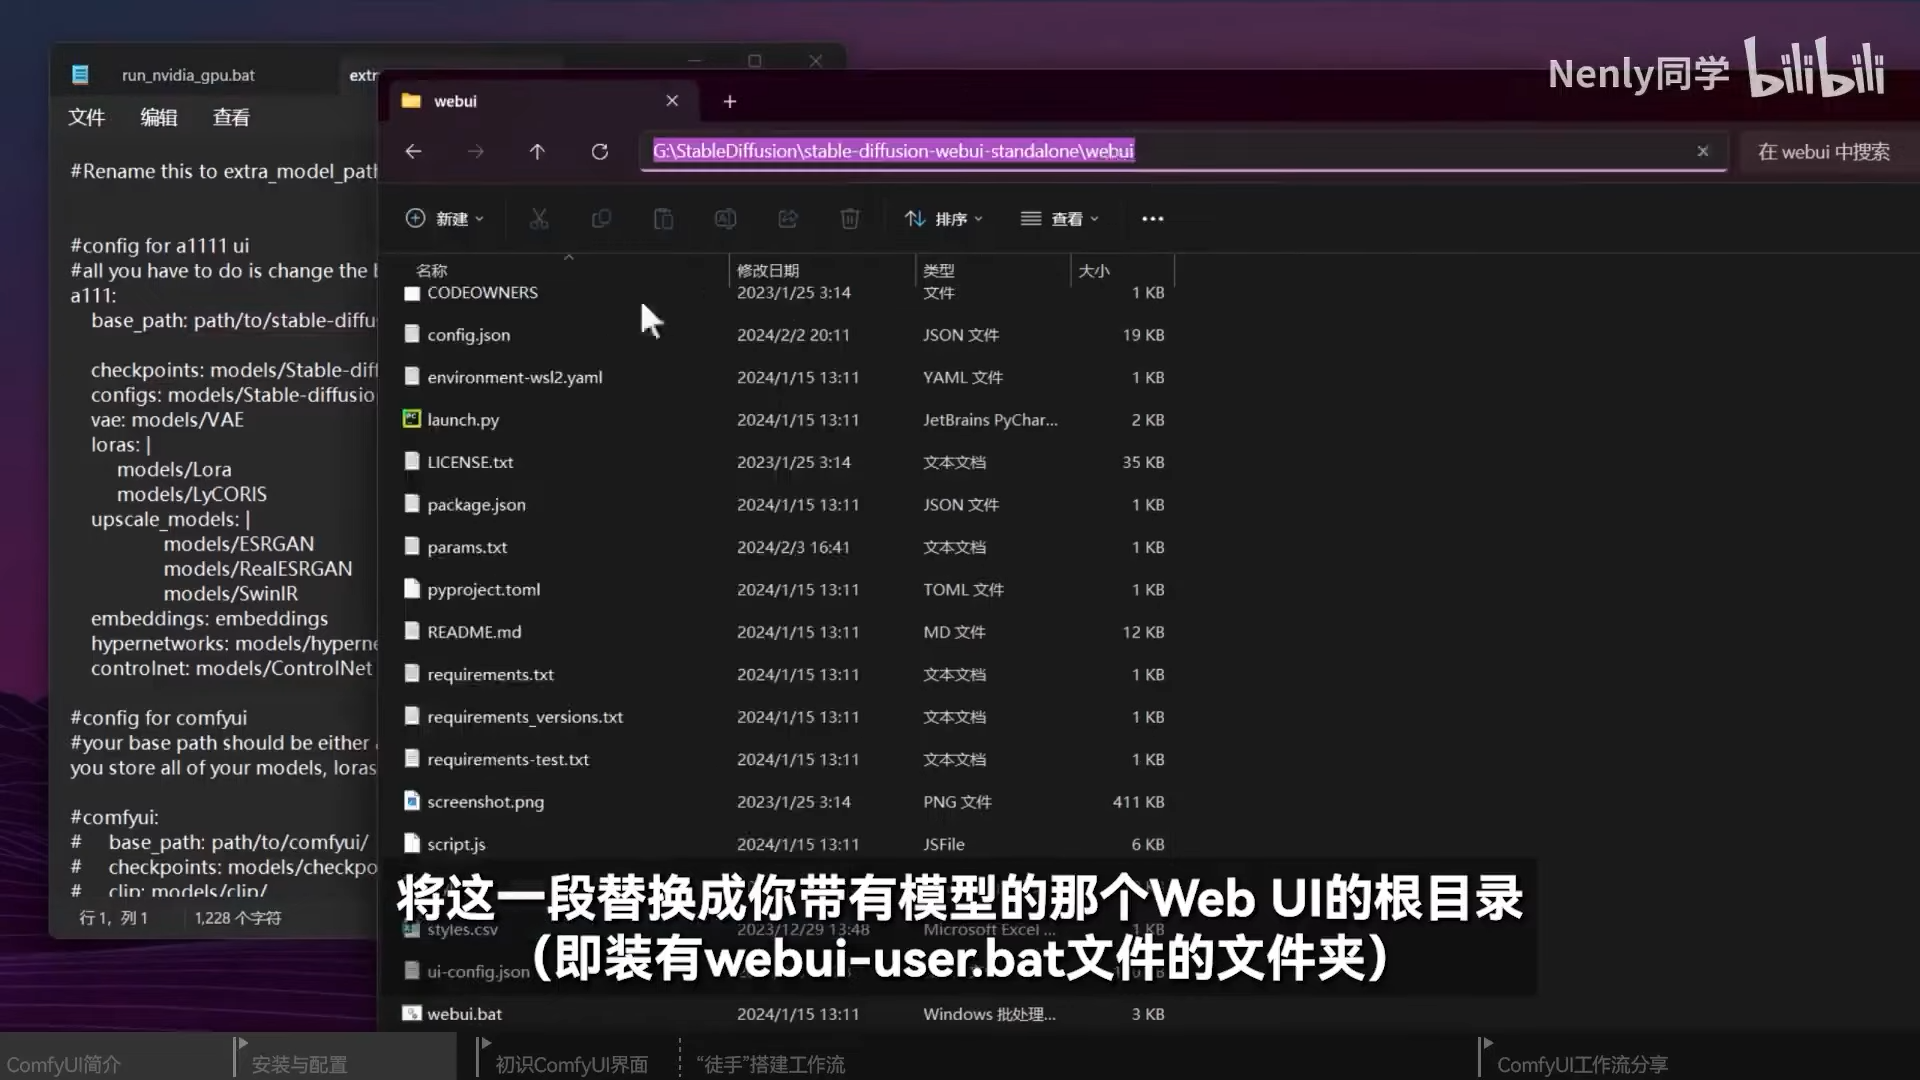 Nenly同学 bilibili
run_nvidia_gpu.bat
extr
文件 编辑 查看
#Rename this to extra_model_path
#config for a1111 ui
#all you have to do is change the b
a111:
base_path: path/to/stable-diffu
checkpoints: models/Stable-diff
configs: models/Stable-diffusio
vae: models/VAE
loras: |
models/Lora
models/LyCORIS
upscale_models: |
models/ESRGAN
models/RealESRGAN
models/SwinIR
embeddings: embeddings
hypernetworks: models/hyperne
controlnet: models/ControlNet
#config for comfyui
#your base path should be either a
you store all of your models, loras
#comfyui:
# base_path: path/to/comfyui/
# checkpoints: models/checkpo
# clip: models/clip/
行 1，列 1 1,228 个字符
webui
G:\StableDiffusion\stable-diffusion-webui-standalone\webui
在 webui 中搜索
新建 排序 查看
名称 修改日期 类型 大小
CODEOWNERS 2023/1/25 3:14 文件 1 KB
config.json 2024/2/2 20:11 JSON 文件 19 KB
environment-wsl2.yaml 2024/1/15 13:11 YAML 文件 1 KB
launch.py 2024/1/15 13:11 JetBrains PyChar... 2 KB
LICENSE.txt 2023/1/25 3:14 文本文档 35 KB
package.json 2024/1/15 13:11 JSON 文件 1 KB
params.txt 2024/2/3 16:41 文本文档 1 KB
pyproject.toml 2024/1/15 13:11 TOML 文件 1 KB
README.md 2024/1/15 13:11 MD 文件 12 KB
requirements.txt 2024/1/15 13:11 文本文档 1 KB
requirements_versions.txt 2024/1/15 13:11 文本文档 1 KB
requirements-test.txt 2024/1/15 13:11 文本文档 1 KB
screenshot.png 2023/1/25 3:14 PNG 文件 411 KB
script.js 2024/1/15 13:11 JSFile 6 KB
将这一段替换成你带有模型的那个Web UI的根目录
styles.csv 2023/12/29 13:48 Microsoft Excel ... 1 KB
（即装有webui-user.bat文件的文件夹）
ui-config.json
webui.bat 2024/1/15 13:11 Windows 批处理... 3 KB
ComfyUI简介 安装与配置 初识ComfyUI界面 “徒手”搭建工作流 ComfyUI工作流分享